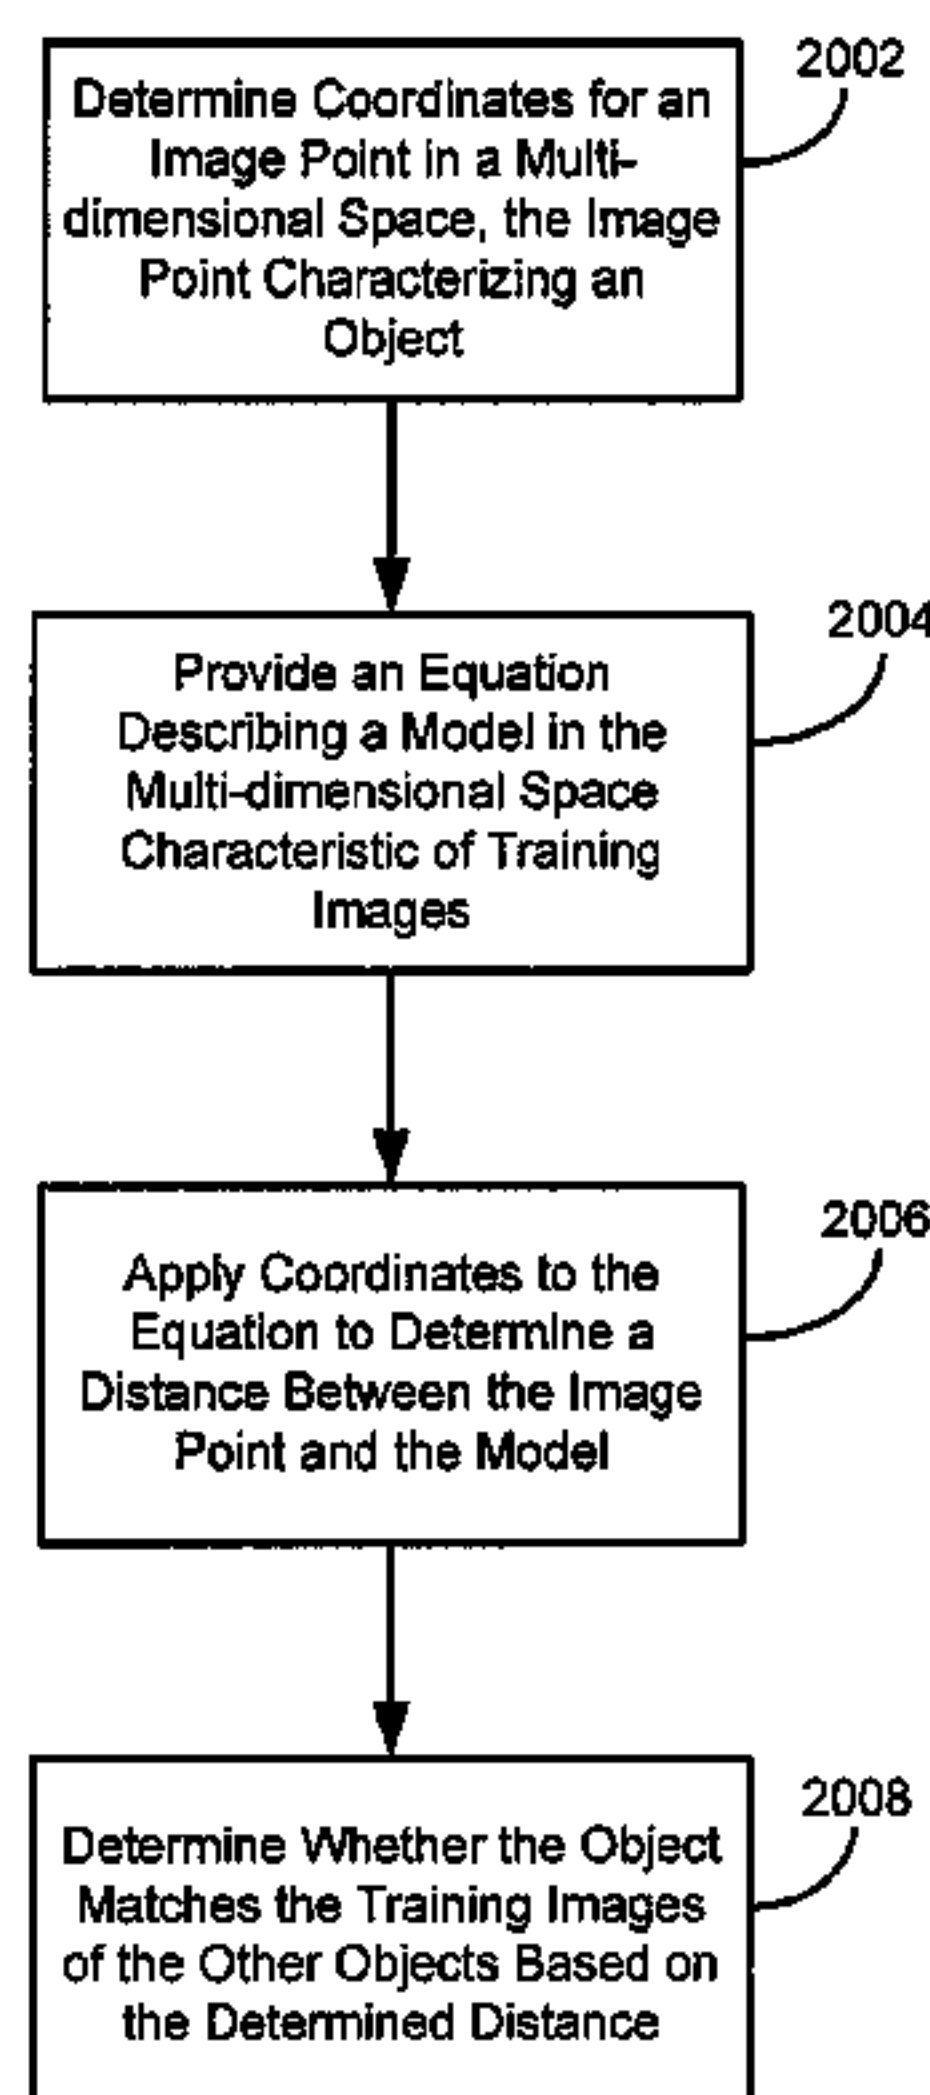 2002
Determine Coordinates for an
Image Point in a Multi-
dimensional Space, the Image
Point Characterizing an
Object
2004
Provide an Equation
Describing a Model in the
Multi-dimensional Space
Characteristic of Training
Images
2006
Apply Coordinates to the
Equation to Determine a
Distance Between the Image
Point and the Model
2008
Determine Whether the Object
Matches the Training Images
of the Other Objects Based on
the Determined Distance